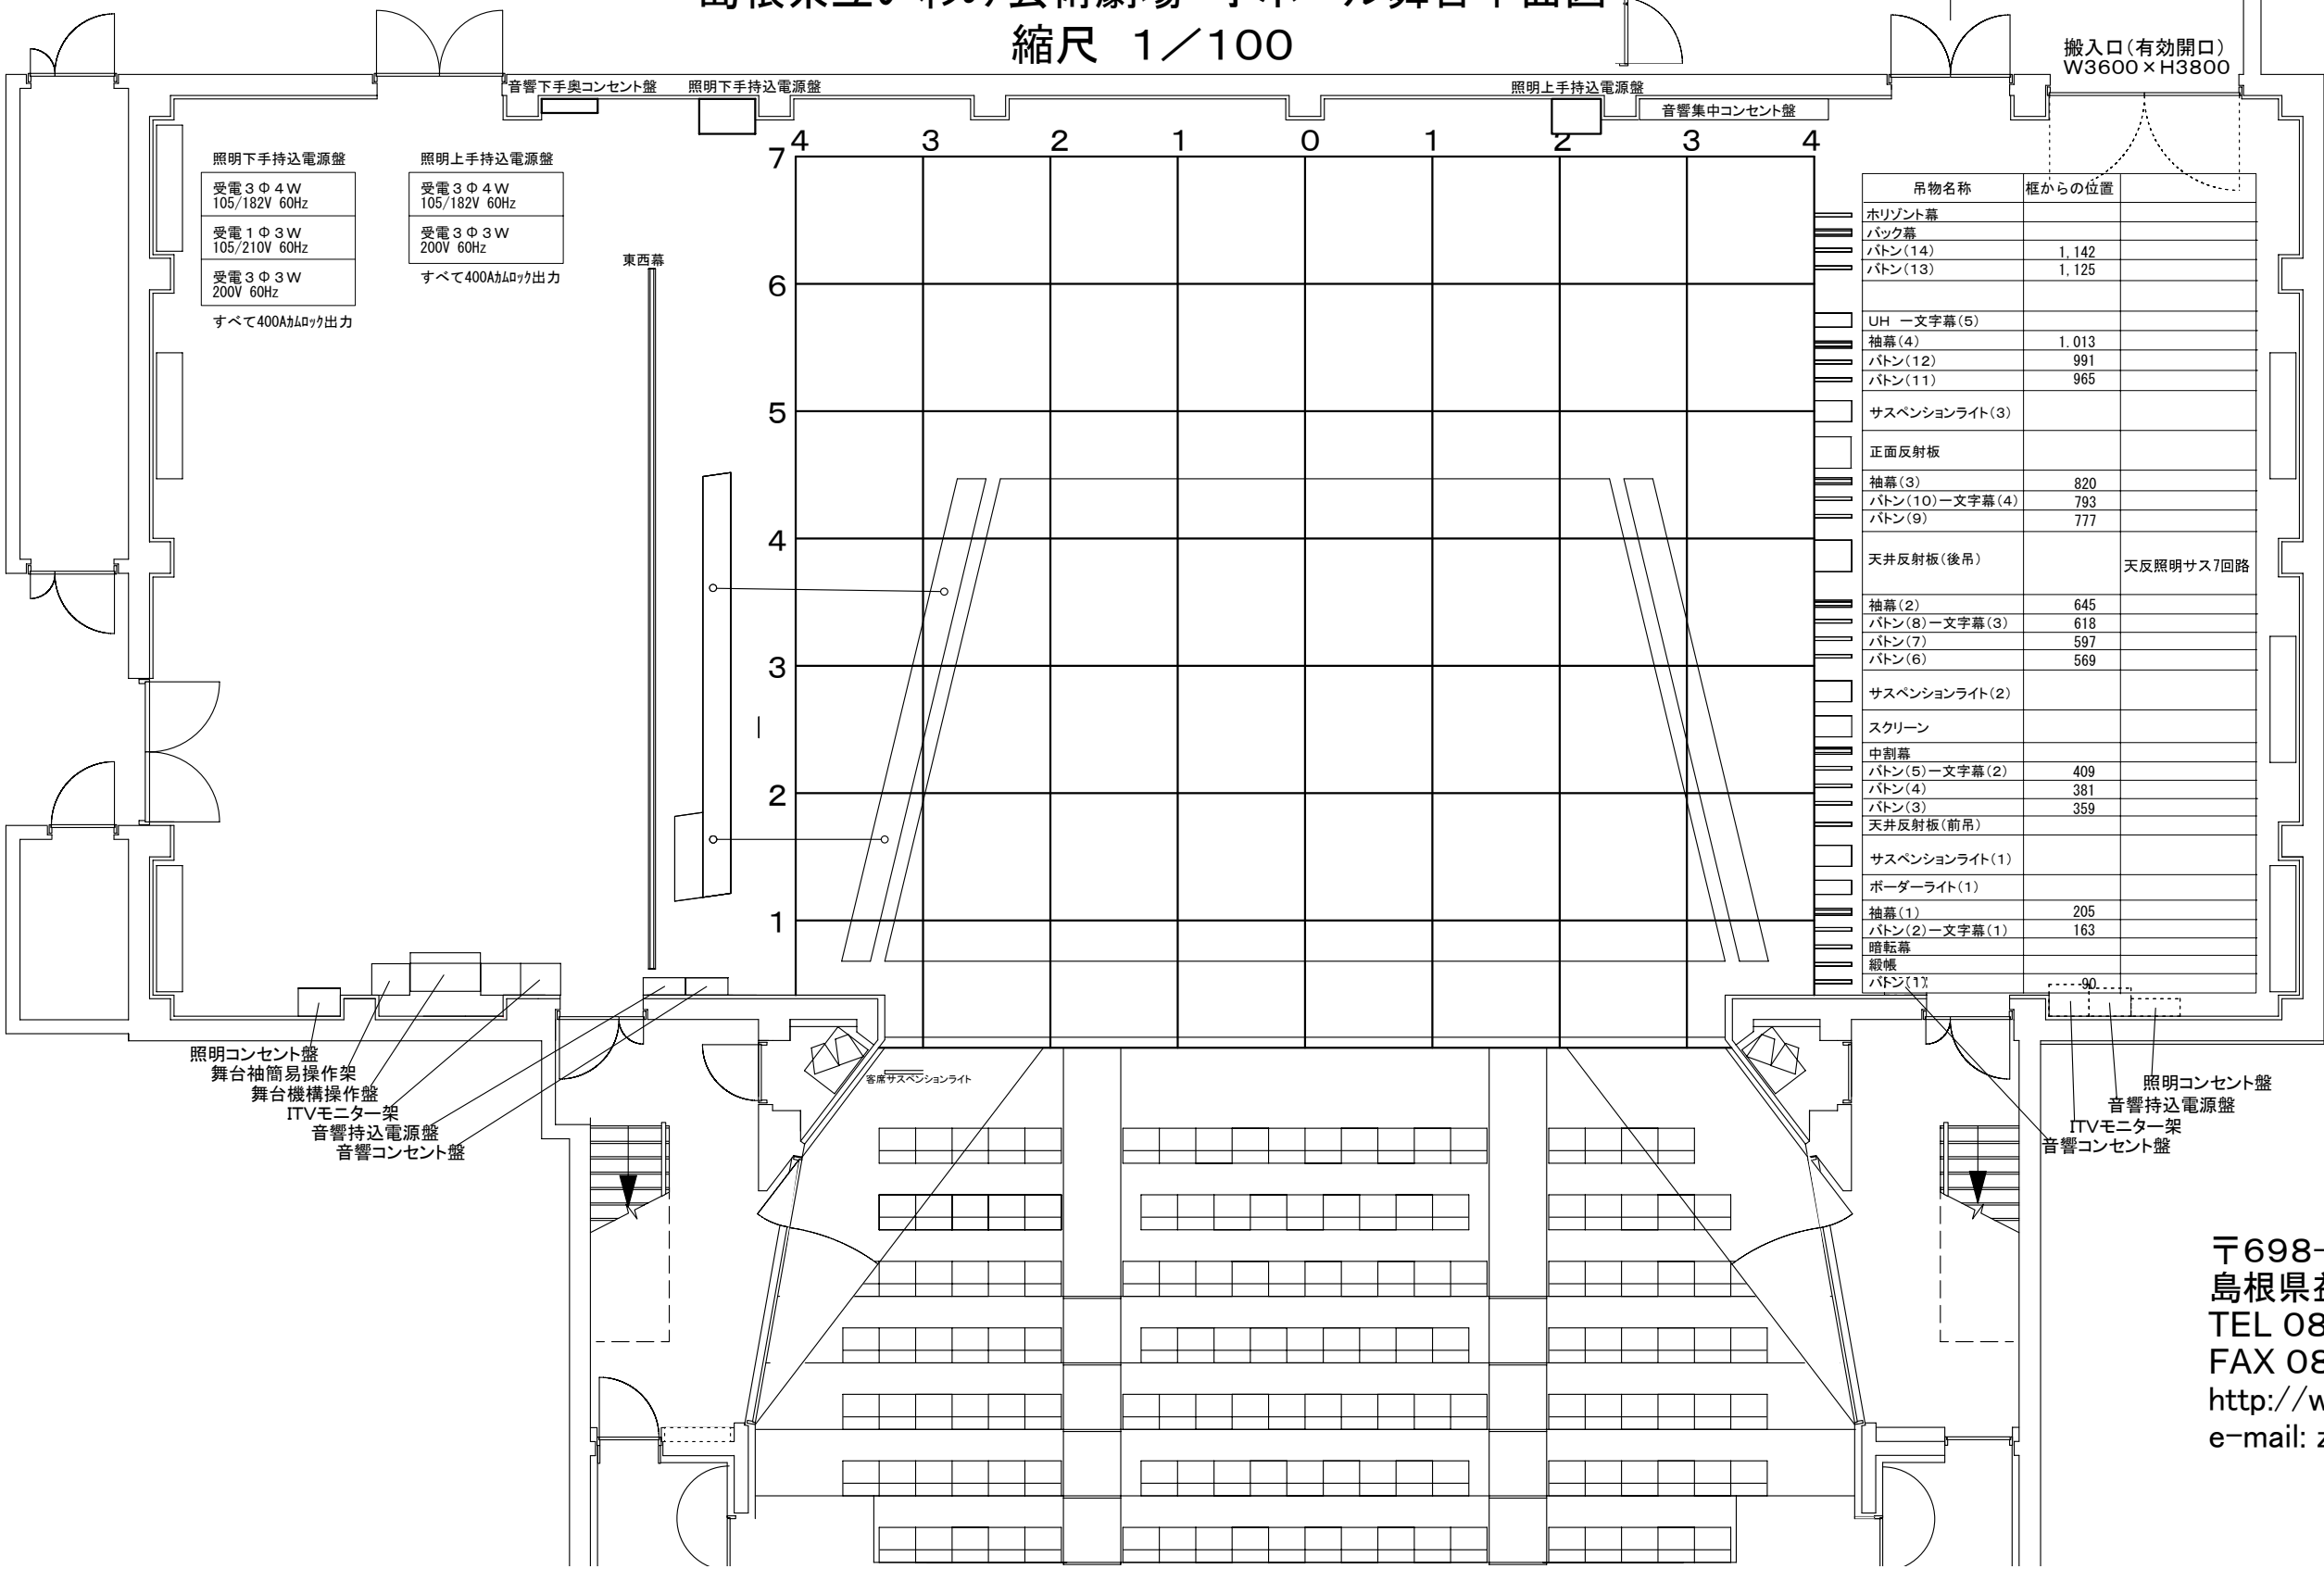 縮尺 1／100
搬入口(有効開口)
W3600×H3800
音響下手奥コンセント盤
照明下手持込電源盤
照明上手持込電源盤
音響集中コンセント盤
4 3 2 1 0 1 2 3 4
7
6
5
4
3
2
1
照明下手持込電源盤
受電３Φ４W
105/182V 60Hz
受電１Φ３W
105/210V 60Hz
受電３Φ３W
200V 60Hz
すべて400Aｶﾑﾛｯｸ出力
照明上手持込電源盤
受電３Φ４W
105/182V 60Hz
受電３Φ３W
200V 60Hz
すべて400Aｶﾑﾛｯｸ出力
東西幕
吊物名称 框からの位置
ホリゾント幕
バック幕
バトン(14) 1,142
バトン(13) 1,125
UH 一文字幕(5)
袖幕(4) 1.013
バトン(12) 991
バトン(11) 965
サスペンションライト(3)
正面反射板
袖幕(3) 820
バトン(10)一文字幕(4) 793
バトン(9) 777
天井反射板(後吊) 天反照明サス7回路
袖幕(2) 645
バトン(8)一文字幕(3) 618
バトン(7) 597
バトン(6) 569
サスペンションライト(2)
スクリーン
中割幕
バトン(5)一文字幕(2) 409
バトン(4) 381
バトン(3) 359
天井反射板(前吊)
サスペンションライト(1)
ボーダーライト(1)
袖幕(1) 205
バトン(2)一文字幕(1) 163
暗転幕
緞帳
バトン(1) 90
照明コンセント盤
舞台袖簡易操作架
舞台機構操作盤
ITVモニター架
音響持込電源盤
音響コンセント盤
客席サスペンションライト
照明コンセント盤
音響持込電源盤
ITVモニター架
音響コンセント盤
〒698-
島根県
TEL 08
FAX 08
http://w
e-mail: z